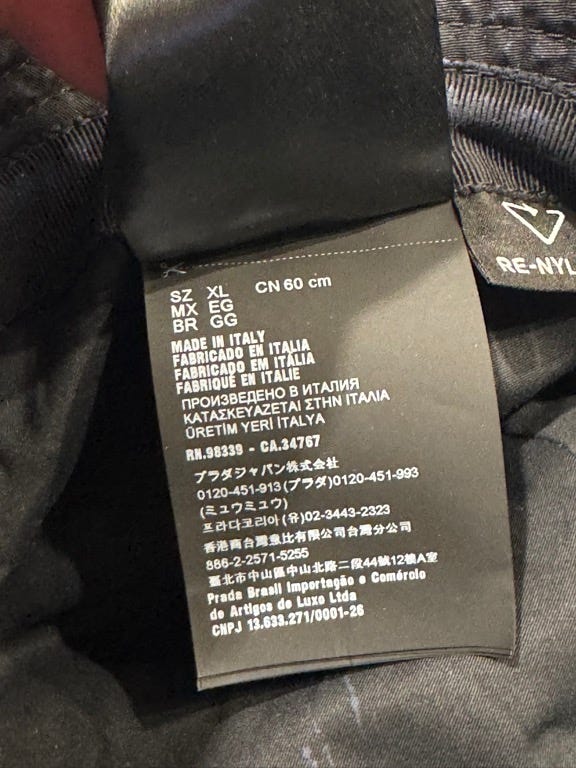 SZ XL CN 60 cm
MX EG
BR GG
MADE IN ITALY
FABRICADO EN ITALIA
FABRICADO EM ITÁLIA
FABRIQUÉ EN ITALIE
ПРОИЗВЕДЕНО В ИТАЛИЯ
ΚΑΤΑΣΚΕΥΑΖΕΤΑΙ ΣΤΗΝ ΙΤΑΛΙΑ
ÜRETİM YERİ İTALYA
RN.98339 - CA.34767
プラダジャパン株式会社
0120-451-913(プラダ)0120-451-993
(ミュウミュウ)
프라다코리아(유)02-3443-2323
香港商台灣意比有限公司台灣分公司
886-2-2571-5255
臺北市中山區中山北路二段44號12樓A室
Prada Brasil Importação e Comércio
de Artigos de Luxo Ltda
CNPJ 13.633.271/0001-26
RE-NYL